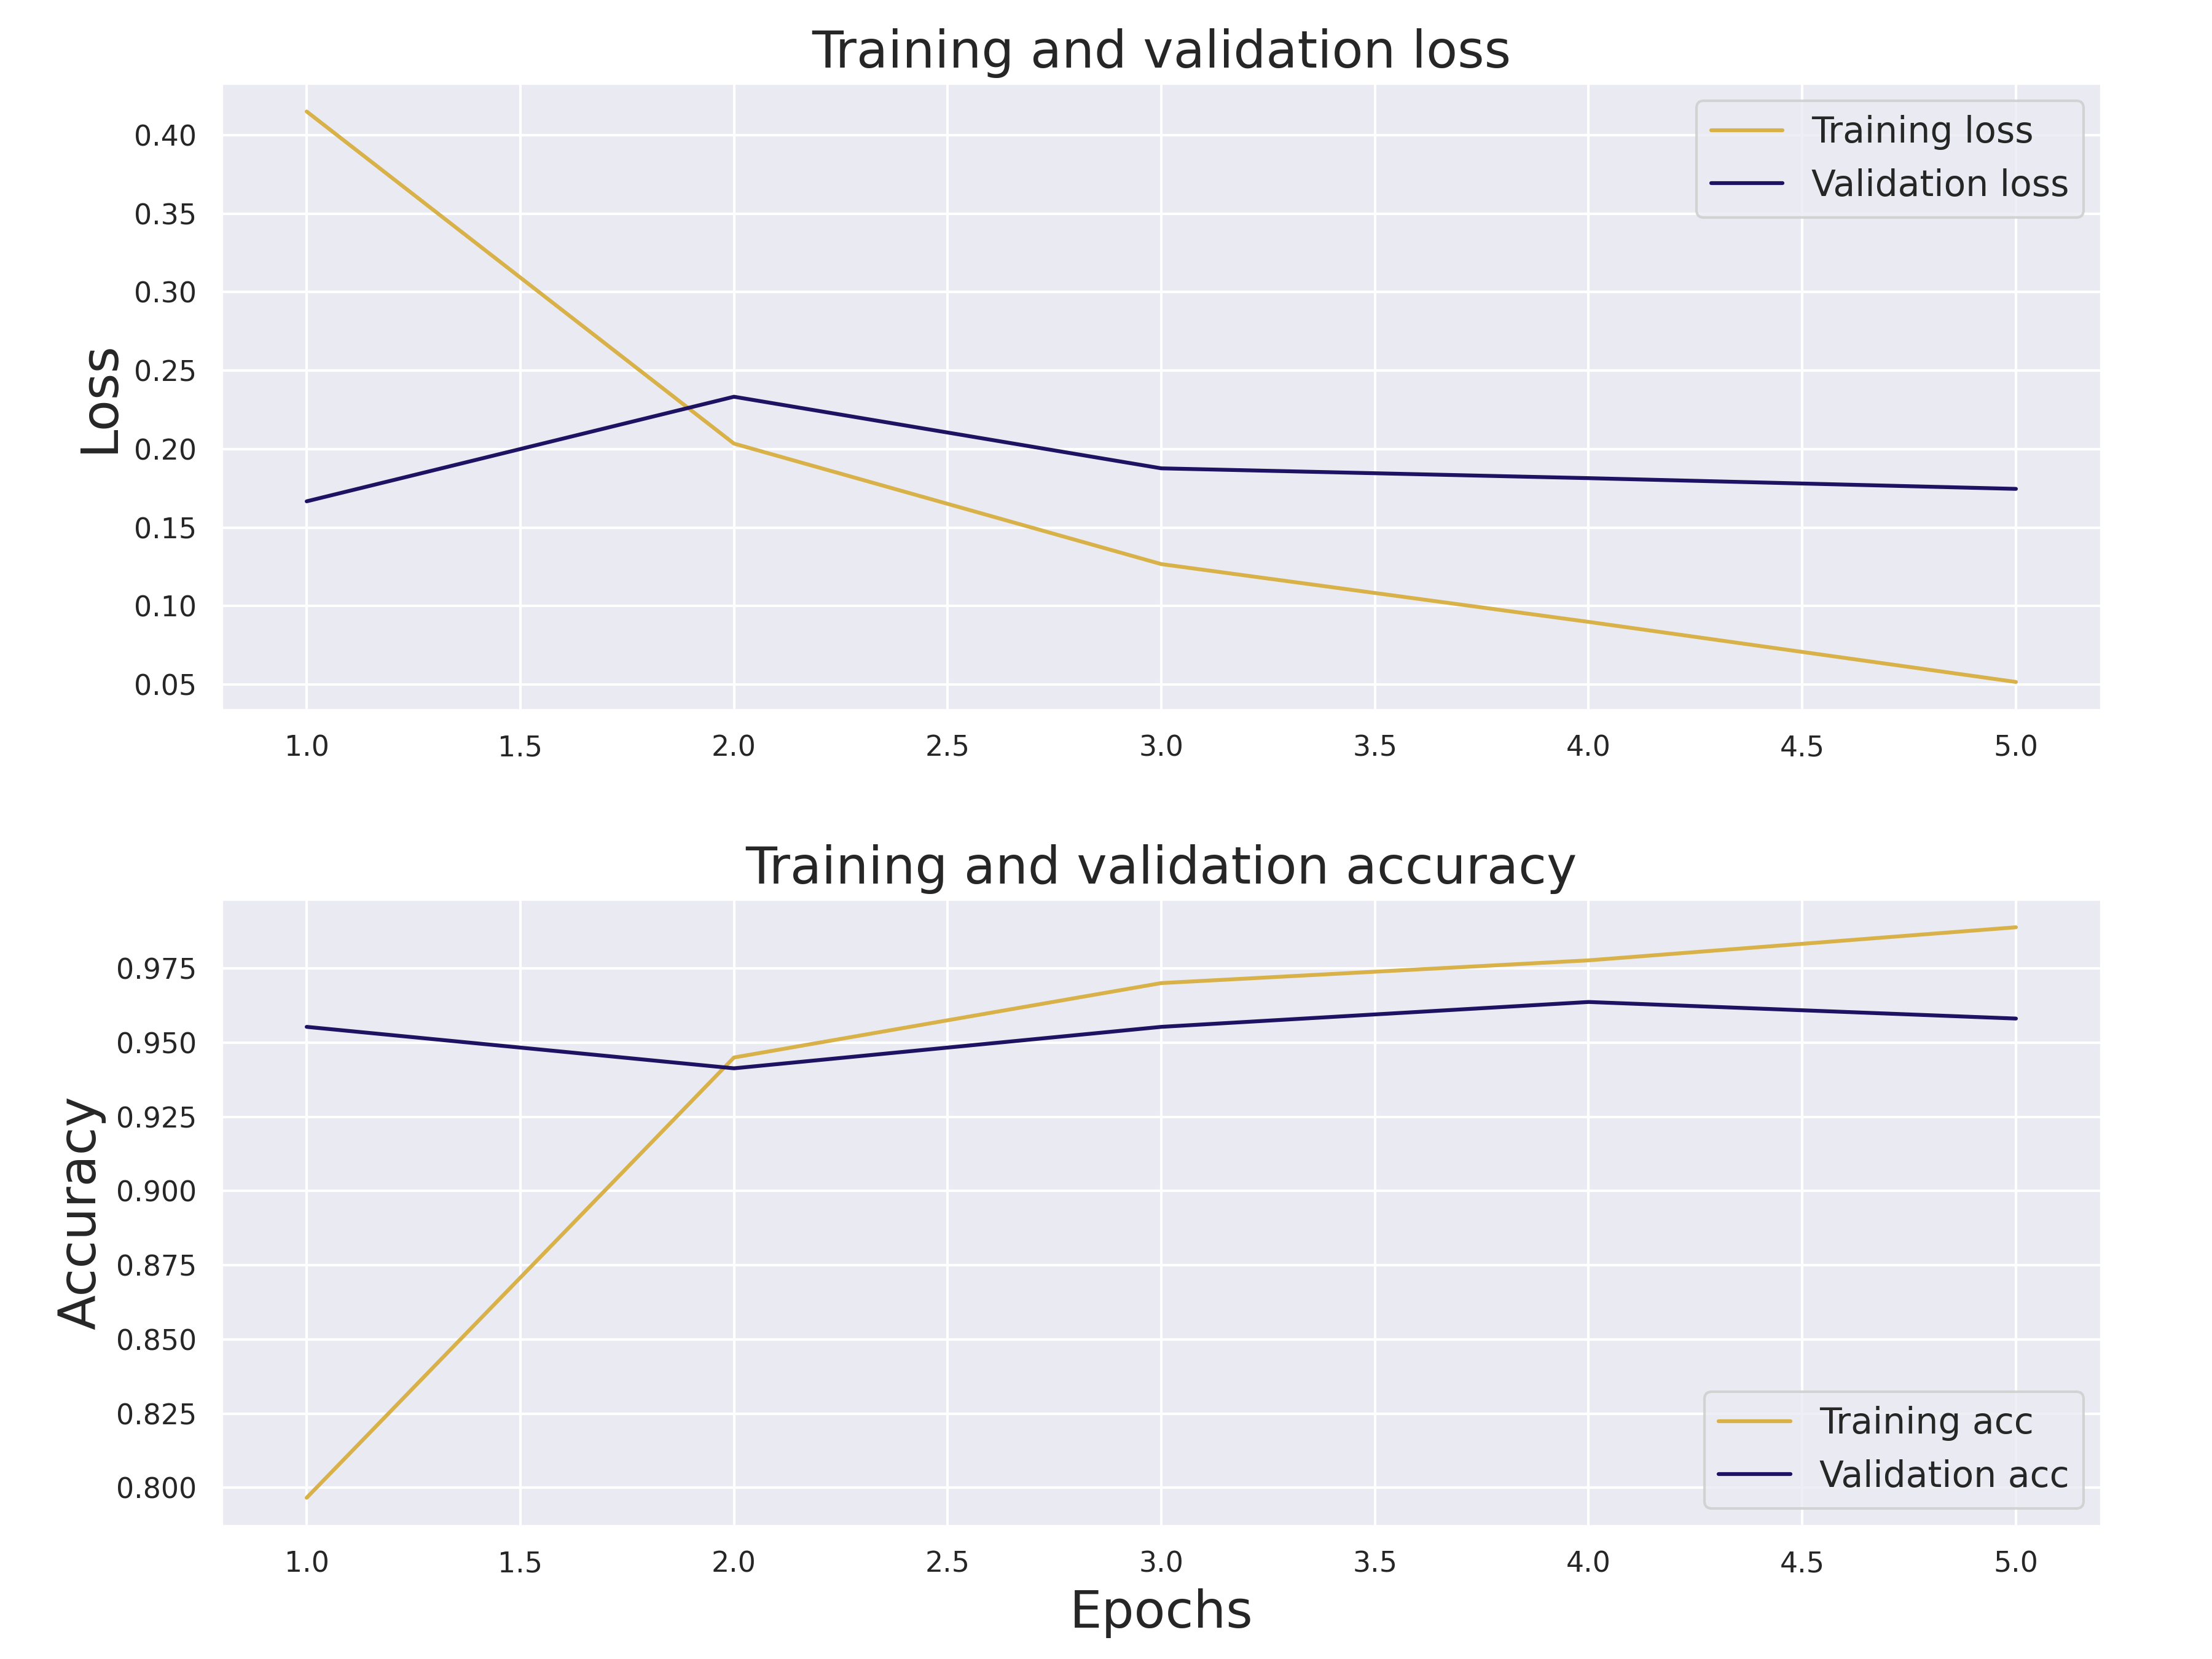 Training and validation loss
0.40
0.35
0.30
0.25
0.20
0.15
0.10
0.05
Loss
Training loss
Validation loss
1.0 1.5 2.0 2.5 3.0 3.5 4.0 4.5 5.0
Training and validation accuracy
0.975
0.950
0.925
0.900
0.875
0.850
0.825
0.800
Accuracy
Training acc
Validation acc
1.0 1.5 2.0 2.5 3.0 3.5 4.0 4.5 5.0
Epochs